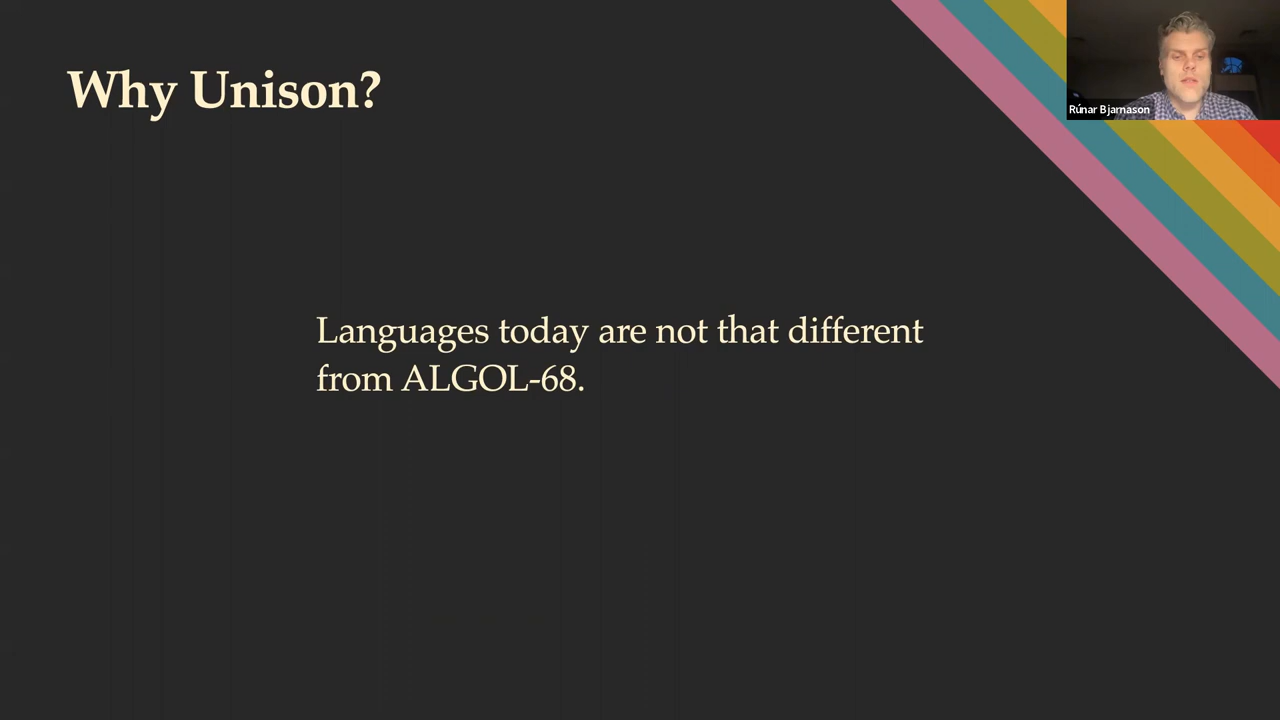 Why Unison?
Rúnar Bjarnason
Languages today are not that different
from ALGOL-68.